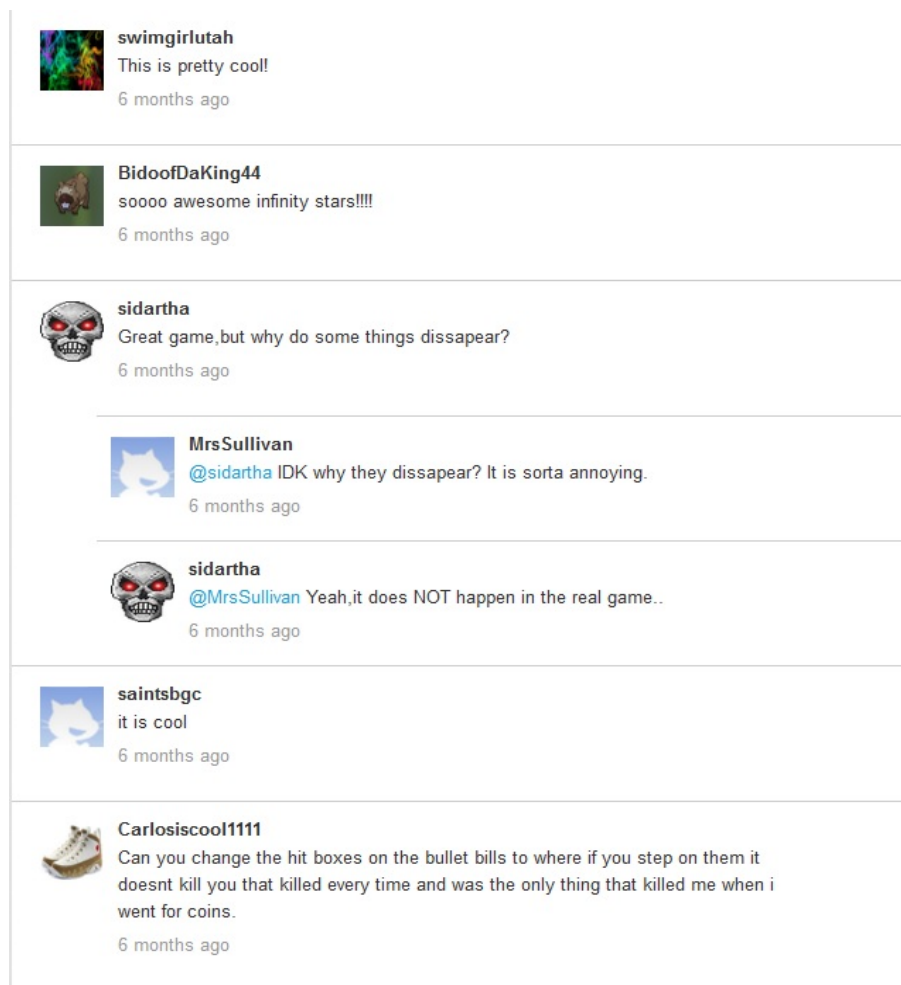 swimgirlutah
This is pretty cool!
6 months ago
BidoofDaKing44
soooo awesome infinity stars!!!!
6 months ago
sidartha
Great game,but why do some things dissapear?
6 months ago
MrsSullivan
@sidartha IDK why they dissapear? It is sorta annoying.
6 months ago
sidartha
@MrsSullivan Yeah,it does NOT happen in the real game..
6 months ago
saintsbgc
it is cool
6 months ago
Carlosiscool1111
Can you change the hit boxes on the bullet bills to where if you step on them it
doesnt kill you that killed every time and was the only thing that killed me when i
went for coins.
6 months ago